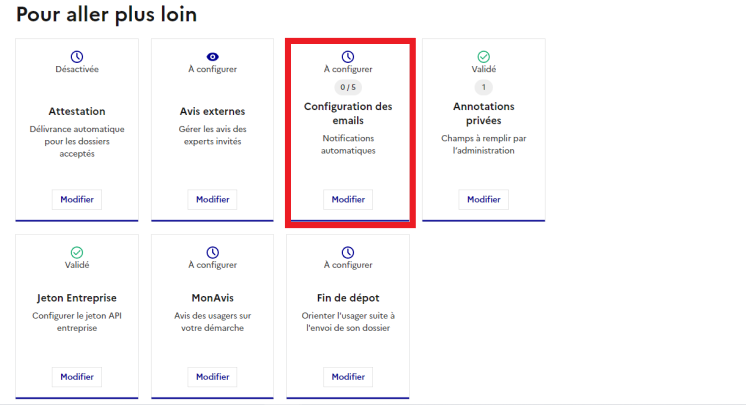 Pour aller plus loin
Désactivée
Attestation
Délivrance automatique
pour les dossiers
acceptés
Modifier
À configurer
Avis externes
Gérer les avis des
experts invités
Modifier
À configurer
0 / 5
Configuration des
emails
Notifications
automatiques
Modifier
Validé
1
Annotations
privées
Champs à remplir par
l'administration
Modifier
Validé
Jeton Entreprise
Configurer le jeton API
entreprise
Modifier
À configurer
MonAvis
Avis des usagers sur
votre démarche
Modifier
À configurer
Fin de dépot
Orienter l'usager suite à
l'envoi de son dossier
Modifier